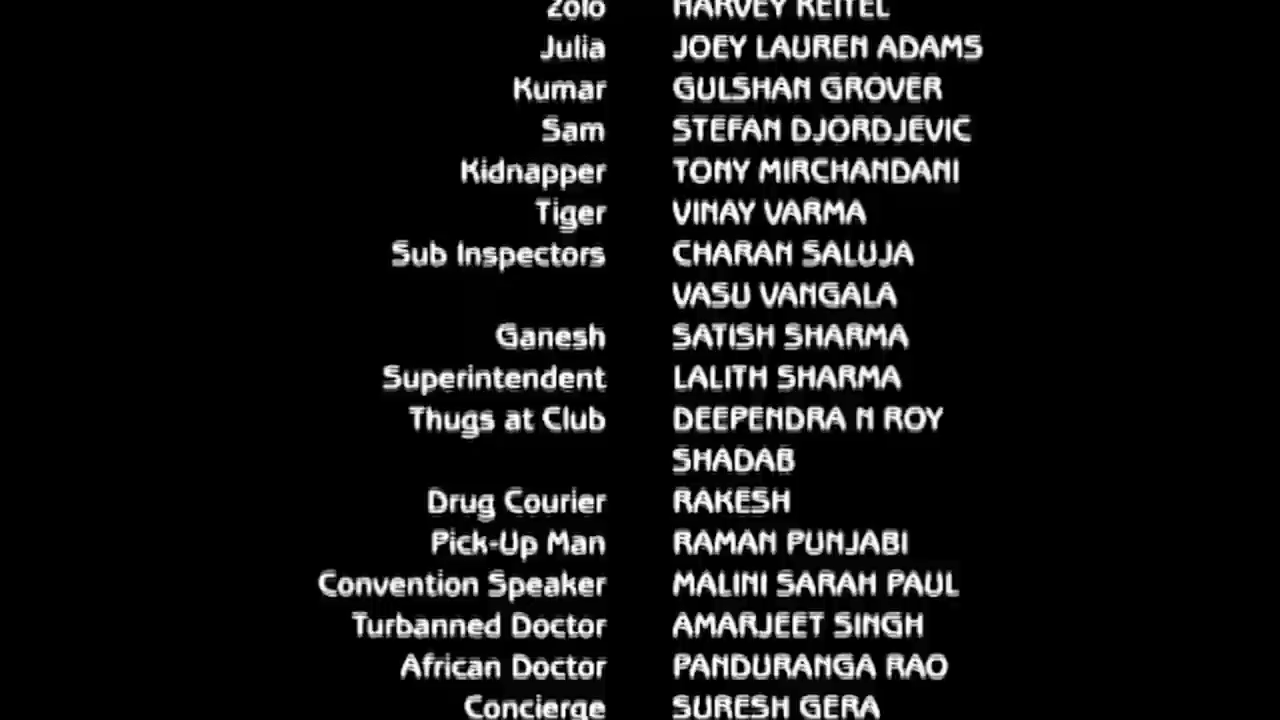 Zolo HARVEY KEITEL
Julia JOEY LAUREN ADAMS
Kumar GULSHAN GROVER
Sam STEFAN DJORDJEVIC
Kidnapper TONY MIRCHANDANI
Tiger VINAY VARMA
Sub Inspectors CHARAN SALUJA
VASU VANGALA
Ganesh SATISH SHARMA
Superintendent LALITH SHARMA
Thugs at Club DEEPENDRA N ROY
SHADAB
Drug Courier RAKESH
Pick-Up Man RAMAN PUNJABI
Convention Speaker MALINI SARAH PAUL
Turbanned Doctor AMARJEET SINGH
African Doctor PANDURANGA RAO
Concierge SURESH GERA